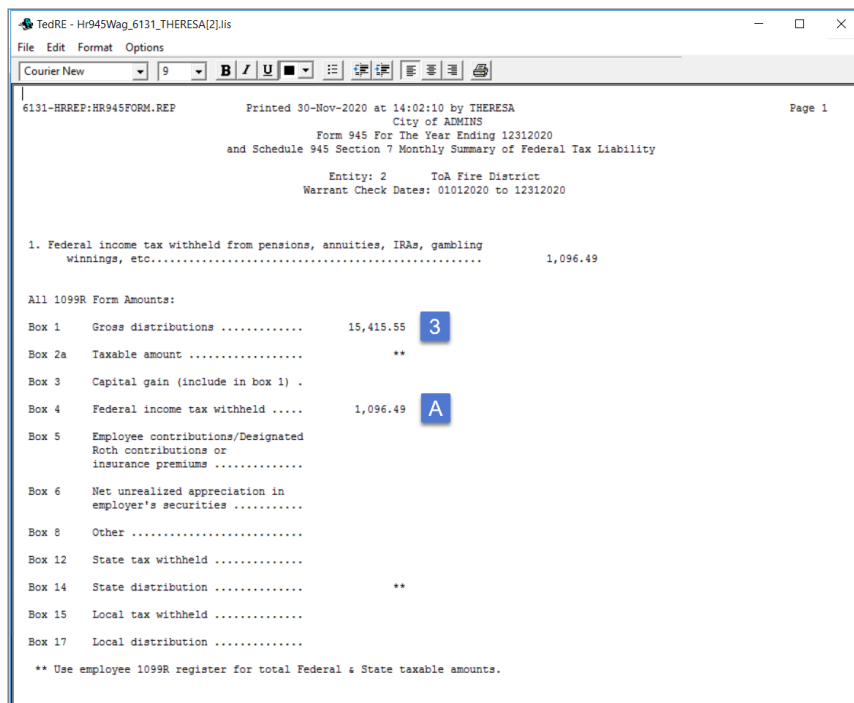 TedRE - Hr945Wag_6131_THERESA[2].lis
File Edit Format Options
Courier New 9 B I U
6131-HRREP:HR945FORM.REP Printed 30-Nov-2020 at 14:02:10 by THERESA Page 1
City of ADMINS
Form 945 For The Year Ending 12312020
and Schedule 945 Section 7 Monthly Summary of Federal Tax Liability
Entity: 2 ToA Fire District
Warrant Check Dates: 01012020 to 12312020
1. Federal income tax withheld from pensions, annuities, IRAs, gambling
winnings, etc.................................................... 1,096.49
All 1099R Form Amounts:
Box 1 Gross distributions ............. 15,415.55 3
Box 2a Taxable amount .................. **
Box 3 Capital gain (include in box 1) .
Box 4 Federal income tax withheld ..... 1,096.49 A
Box 5 Employee contributions/Designated
Roth contributions or
insurance premiums ..............
Box 6 Net unrealized appreciation in
employer's securities ...........
Box 8 Other ...........................
Box 12 State tax withheld ..............
Box 14 State distribution .............. **
Box 15 Local tax withheld ..............
Box 17 Local distribution ..............
** Use employee 1099R register for total Federal & State taxable amounts.